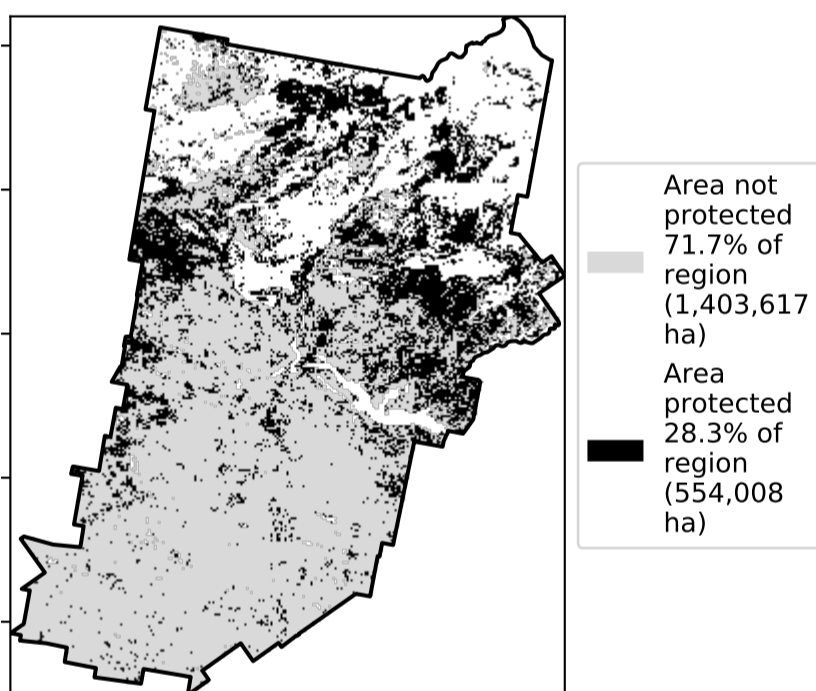 Area not
protected
71.7% of
region
(1,403,617
ha)
Area
protected
28.3% of
region
(554,008
ha)